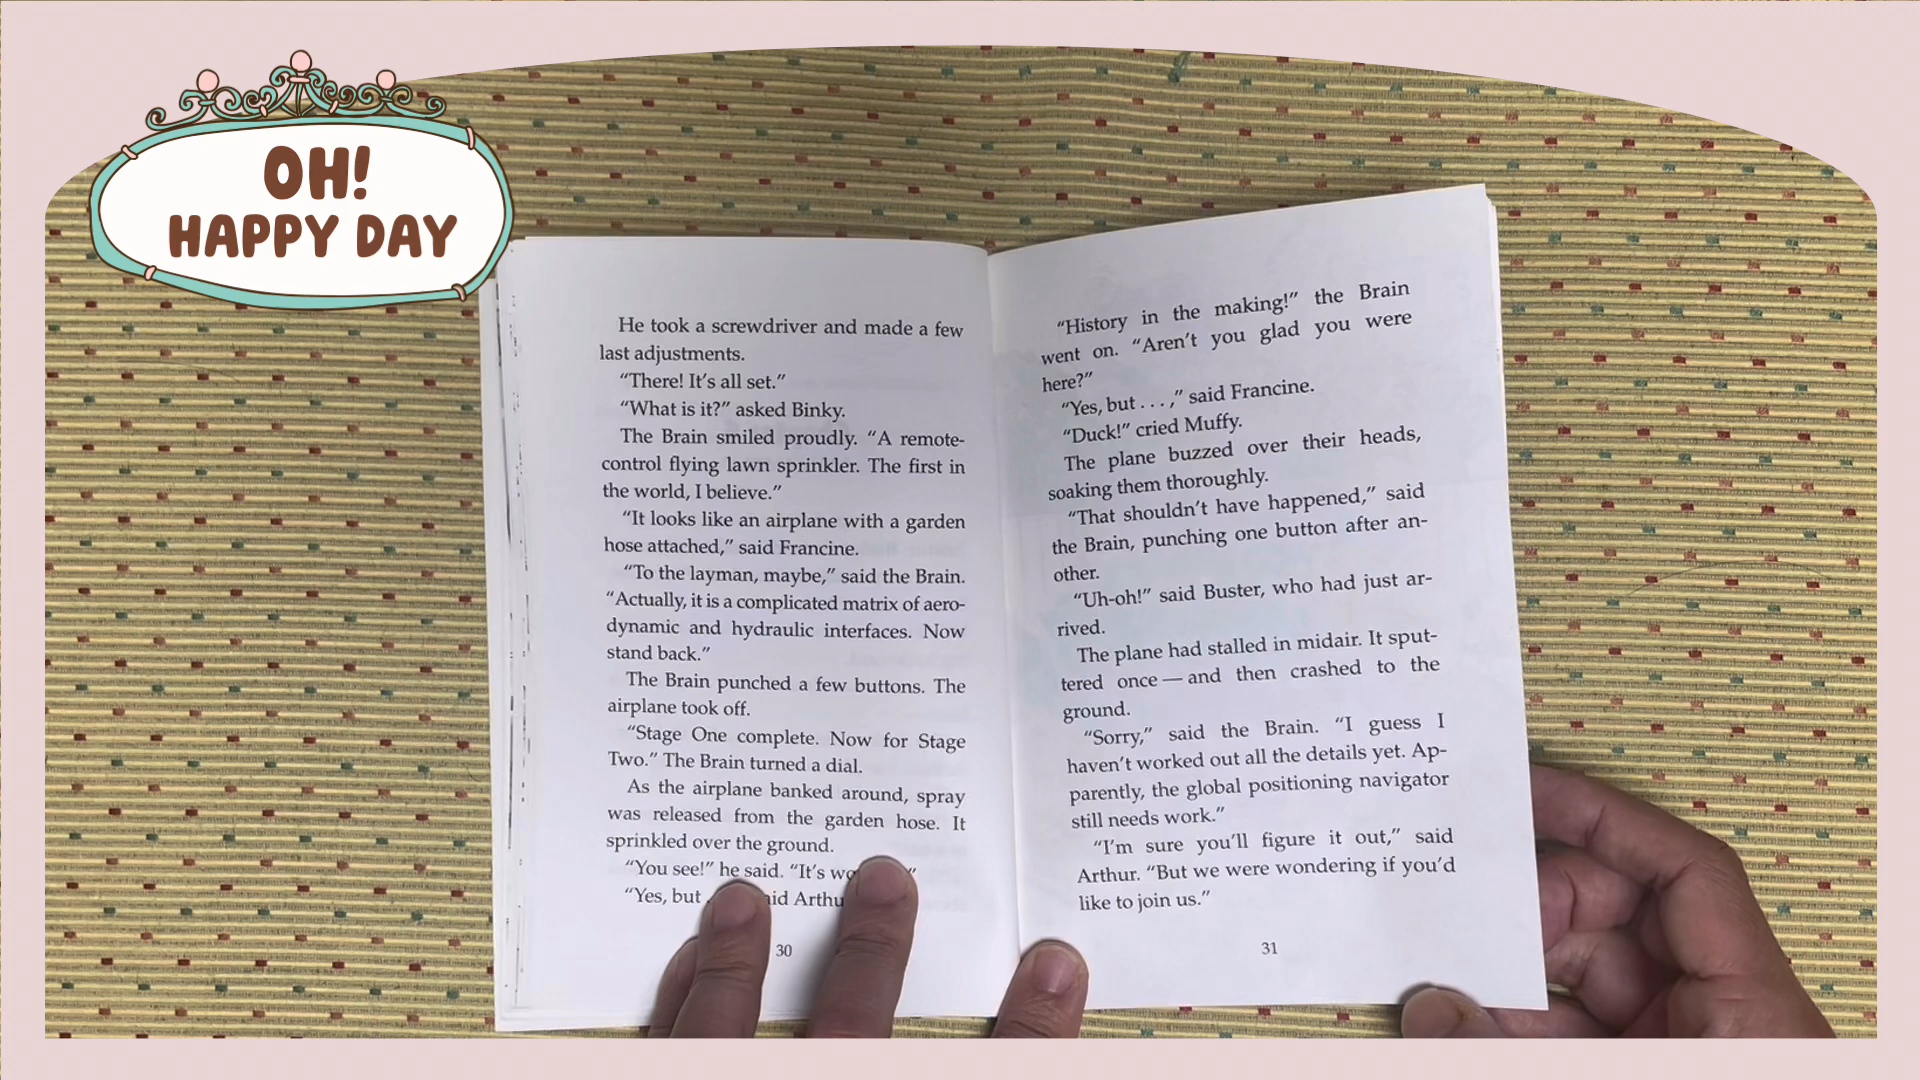 OH!
HAPPY DAY
He took a screwdriver and made a few
last adjustments.
“There! It’s all set.”
“What is it?” asked Binky.
The Brain smiled proudly. “A remote-
control flying lawn sprinkler. The first in
the world, I believe.”
“It looks like an airplane with a garden
hose attached,” said Francine.
“To the layman, maybe,” said the Brain.
“Actually, it is a complicated matrix of aero-
dynamic and hydraulic interfaces. Now
stand back.”
The Brain punched a few buttons. The
airplane took off.
“Stage One complete. Now for Stage
Two.” The Brain turned a dial.
As the airplane banked around, spray
was released from the garden hose. It
sprinkled over the ground.
“You see!” he said. “It’s
“Yes, but
30
“History in the making!” the Brain
went on. “Aren’t you glad you were
here?”
“Yes, but . . . ,” said Francine.
“Duck!” cried Muffy.
The plane buzzed over their heads,
soaking them thoroughly.
“That shouldn’t have happened,” said
the Brain, punching one button after an-
other.
“Uh-oh!” said Buster, who had just ar-
rived.
The plane had stalled in midair. It sput-
tered once — and then crashed to the
ground.
“Sorry,” said the Brain. “I guess I
haven’t worked out all the details yet. Ap-
parently, the global positioning navigator
still needs work.”
“I’m sure you’ll figure it out,” said
Arthur. “But we were wondering if you’d
like to join us.”
31